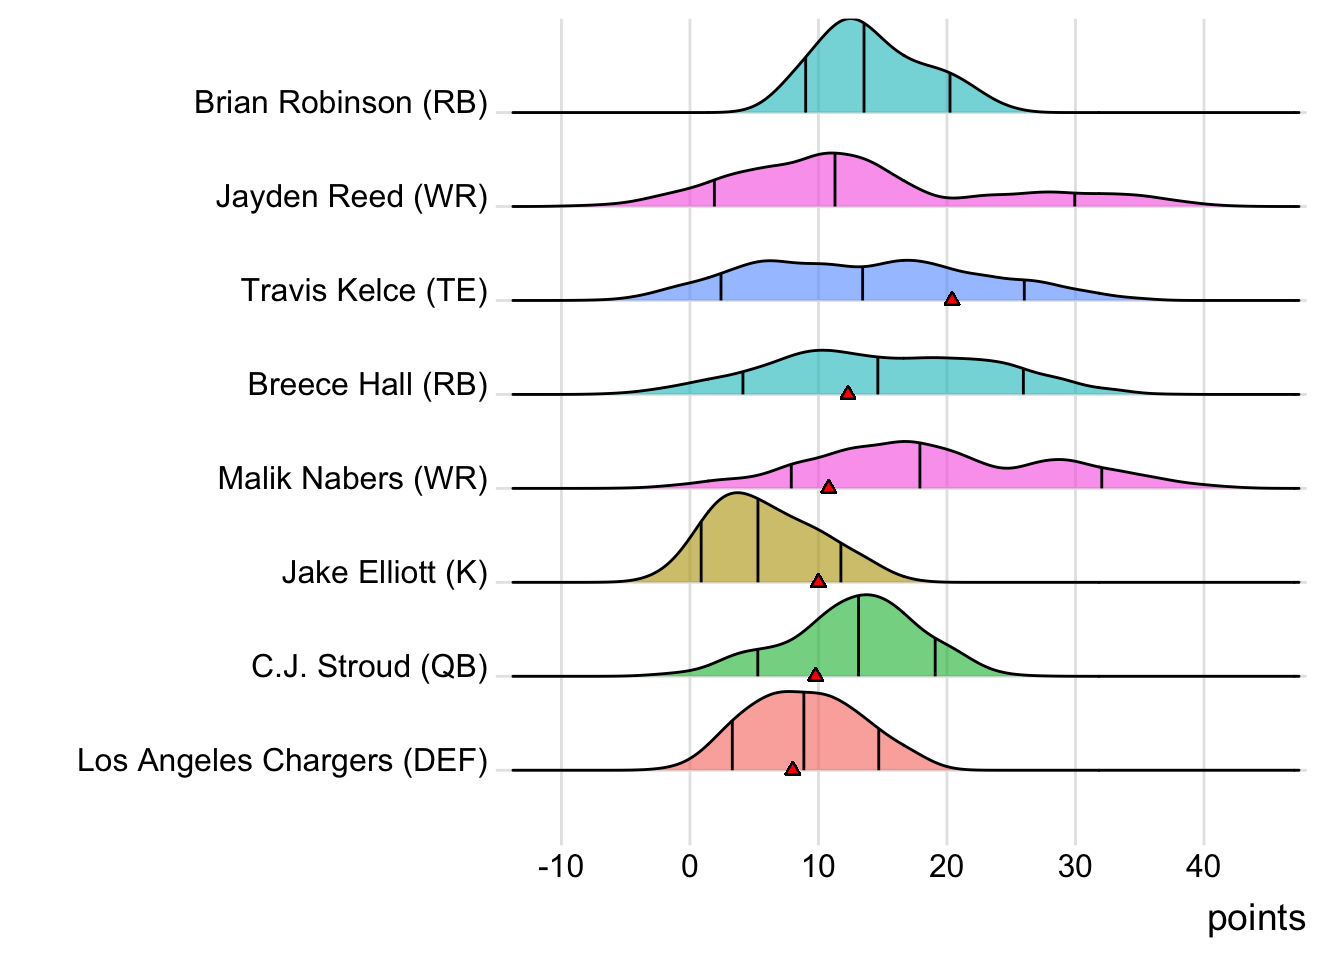 Brian Robinson (RB)
Jayden Reed (WR)
Travis Kelce (TE)
Breece Hall (RB)
Malik Nabers (WR)
Jake Elliott (K)
C.J. Stroud (QB)
Los Angeles Chargers (DEF)
-10 0 10 20 30 40
points